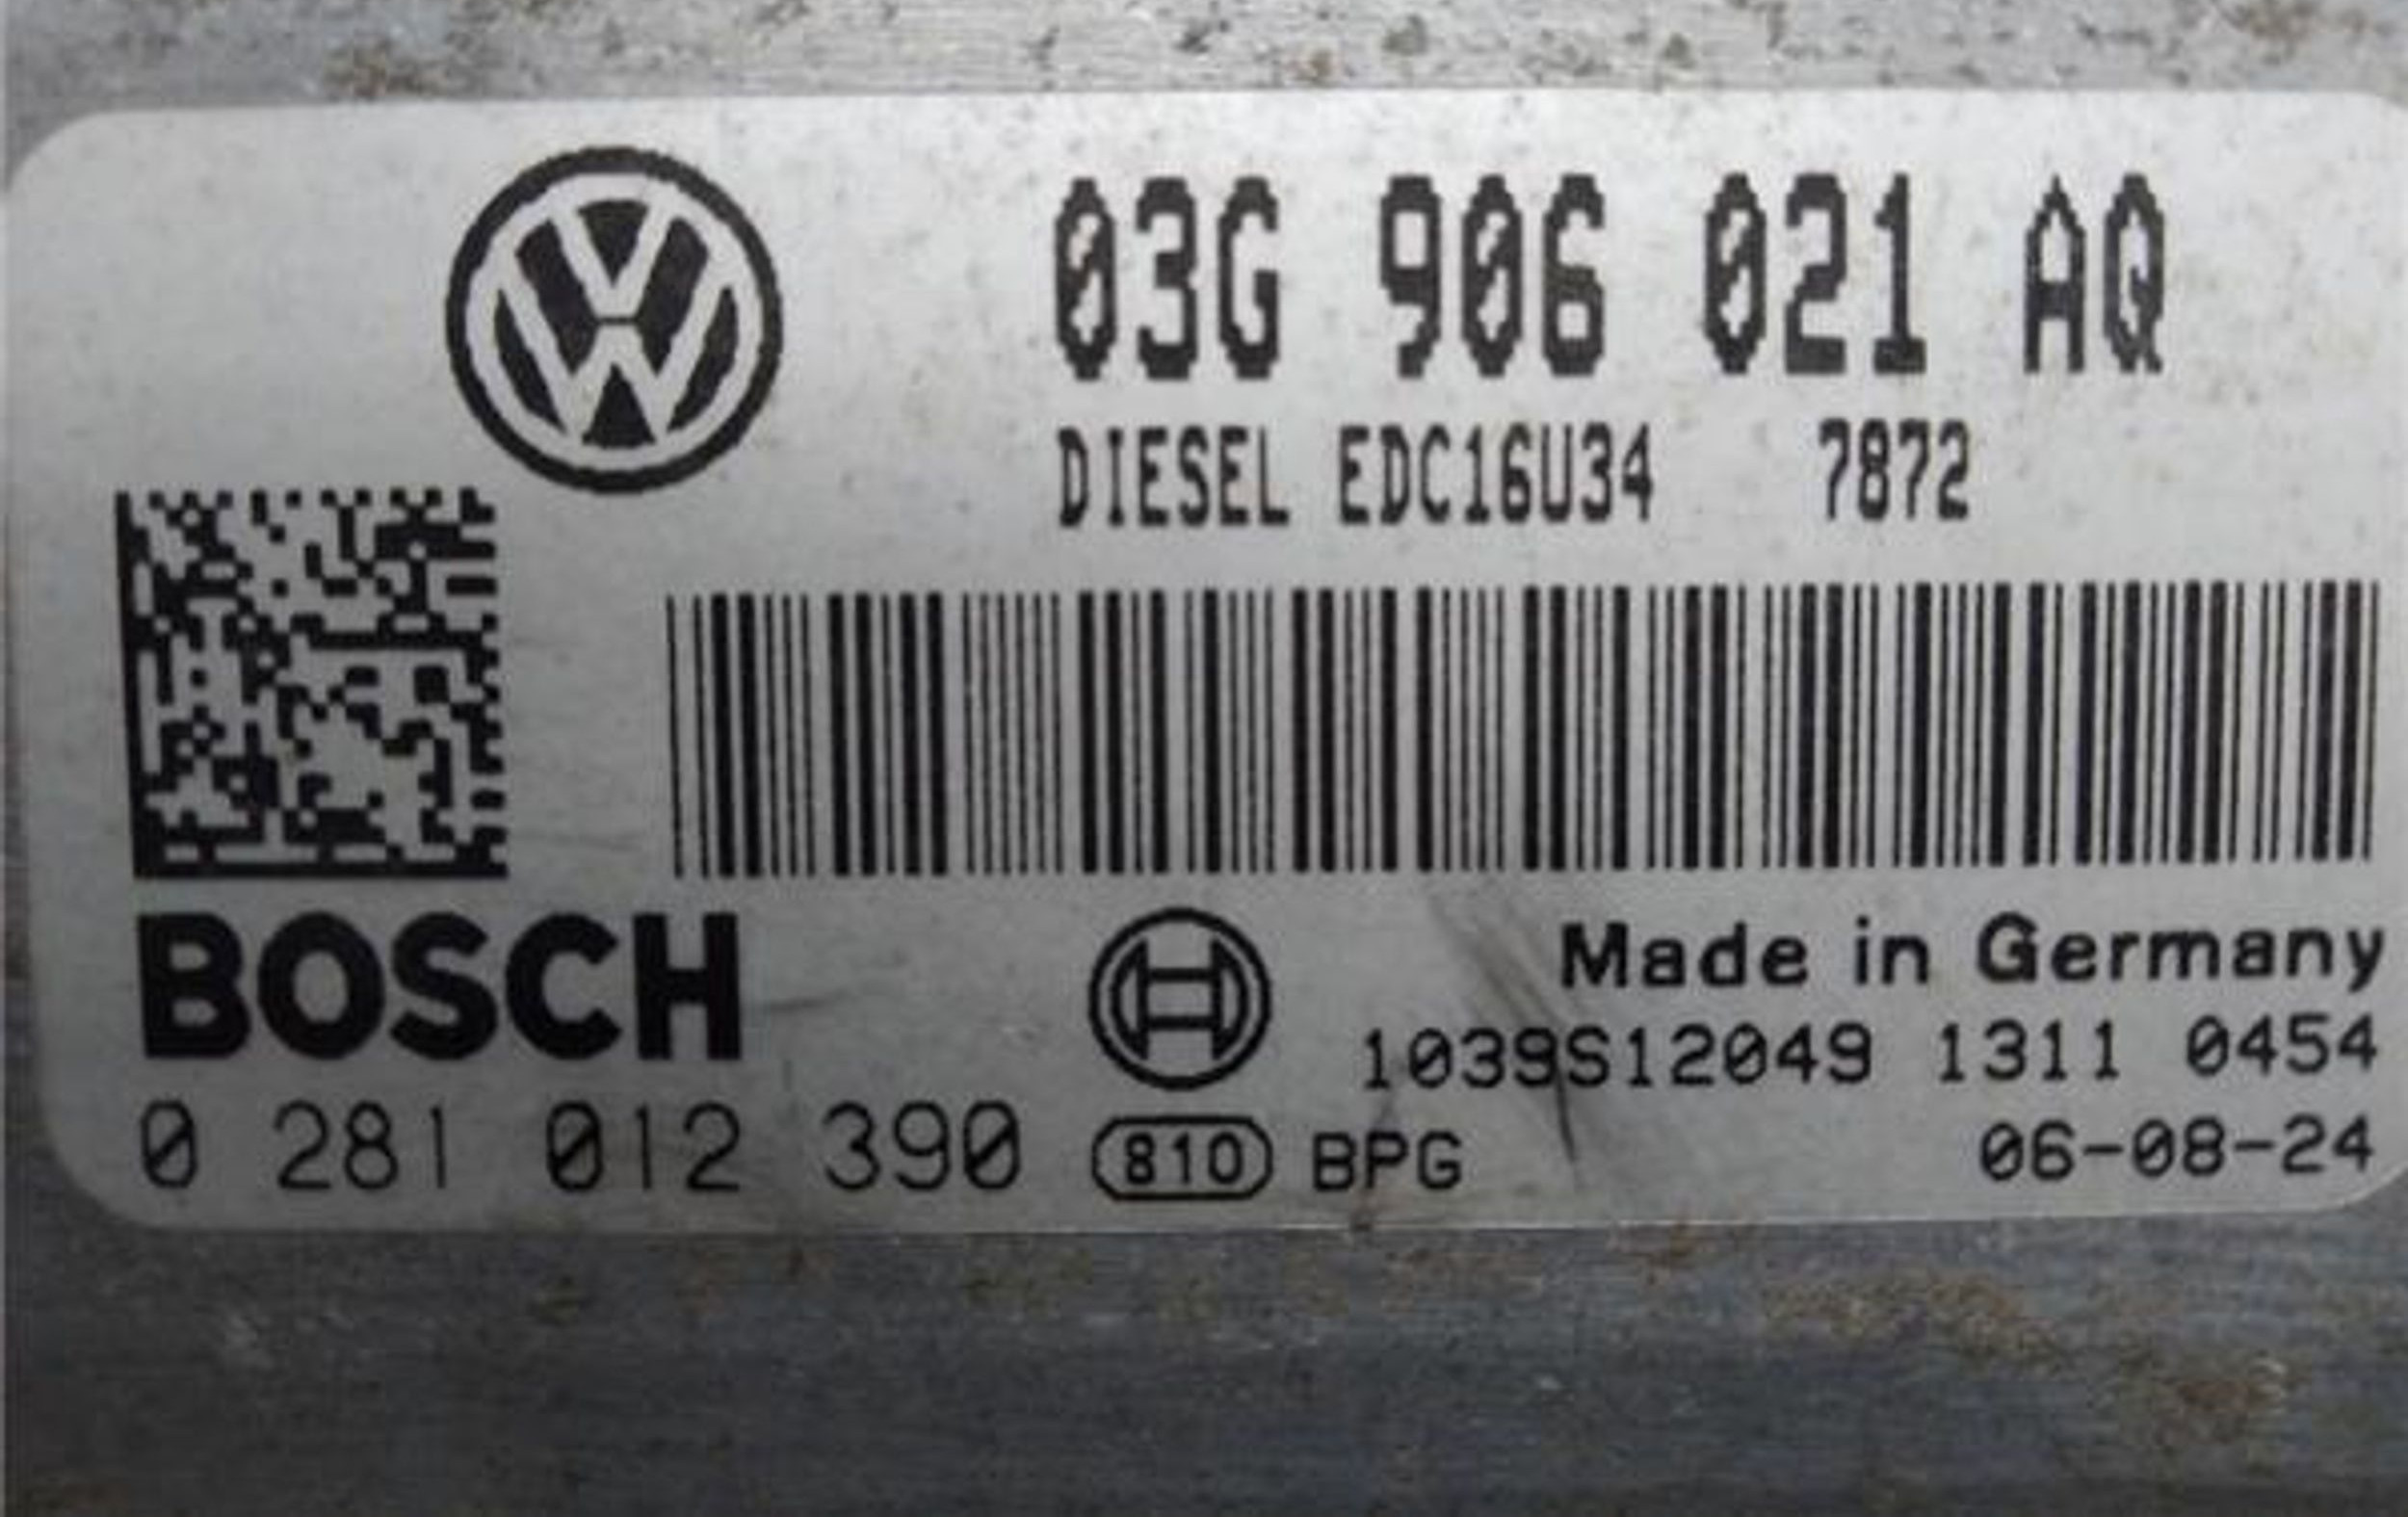 03G 906 021 AQ
DIESEL EDC16U34 7872
BOSCH
Made in Germany
1039S12049 1311 0454
0 281 012 390 810 BPG 06-08-24